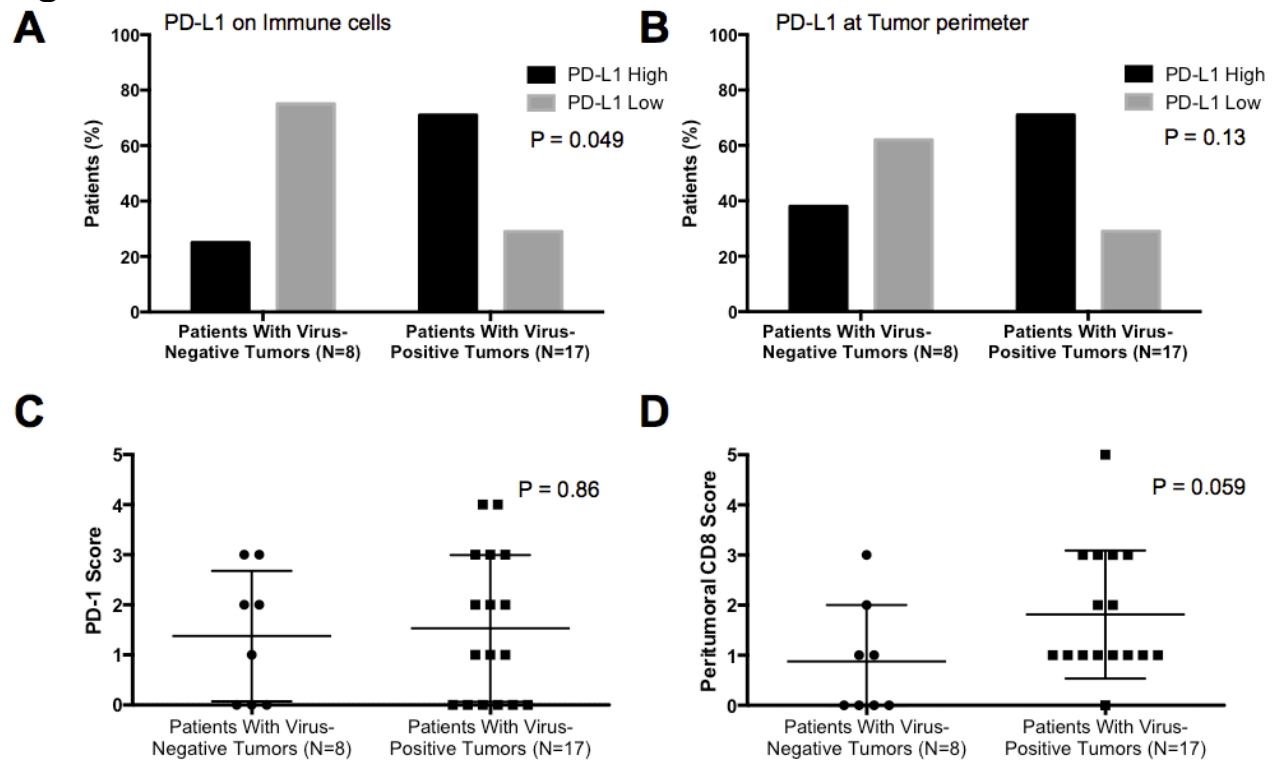 A
PD-L1 on Immune cells
100
80
60
40
20
0
Patients (%)
PD-L1 High
PD-L1 Low
P = 0.049
Patients With Virus-
Negative Tumors (N=8)
Patients With Virus-
Positive Tumors (N=17)
B
PD-L1 at Tumor perimeter
100
80
60
40
20
0
Patients (%)
PD-L1 High
PD-L1 Low
P = 0.13
Patients With Virus-
Negative Tumors (N=8)
Patients With Virus-
Positive Tumors (N=17)
C
5
4
3
2
1
0
PD-1 Score
P = 0.86
Patients With Virus-
Negative Tumors (N=8)
Patients With Virus-
Positive Tumors (N=17)
D
5
4
3
2
1
0
Peritumoral CD8 Score
P = 0.059
Patients With Virus-
Negative Tumors (N=8)
Patients With Virus-
Positive Tumors (N=17)